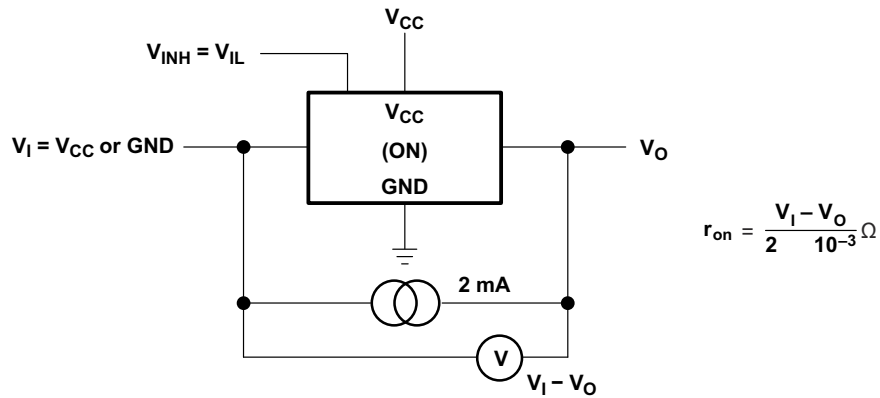 VCC
VINH = VIL
VCC
VI = VCC or GND
(ON)
VO
GND
ron = VI – VO
2 10–3 Ω
2 mA
V
VI – VO